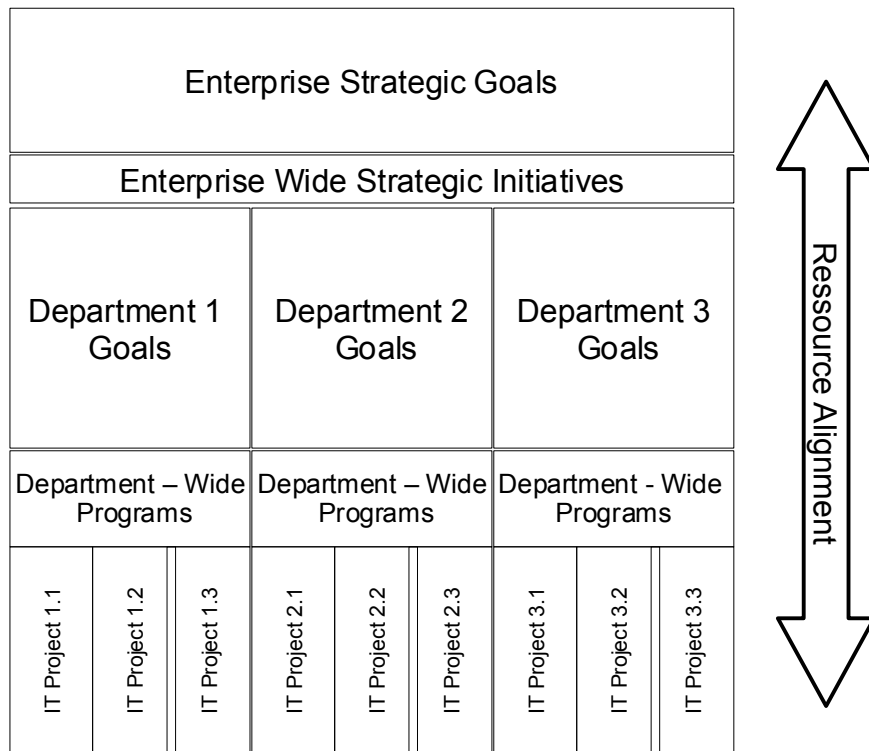 Enterprise Strategic Goals
Enterprise Wide Strategic Initiatives
Department 1
Goals
Department 2
Goals
Department 3
Goals
Department – Wide
Programs
Department – Wide
Programs
Department - Wide
Programs
IT Project 1.1
IT Project 1.2
IT Project 1.3
IT Project 2.1
IT Project 2.2
IT Project 2.3
IT Project 3.1
IT Project 3.2
IT Project 3.3
Ressource Alignment